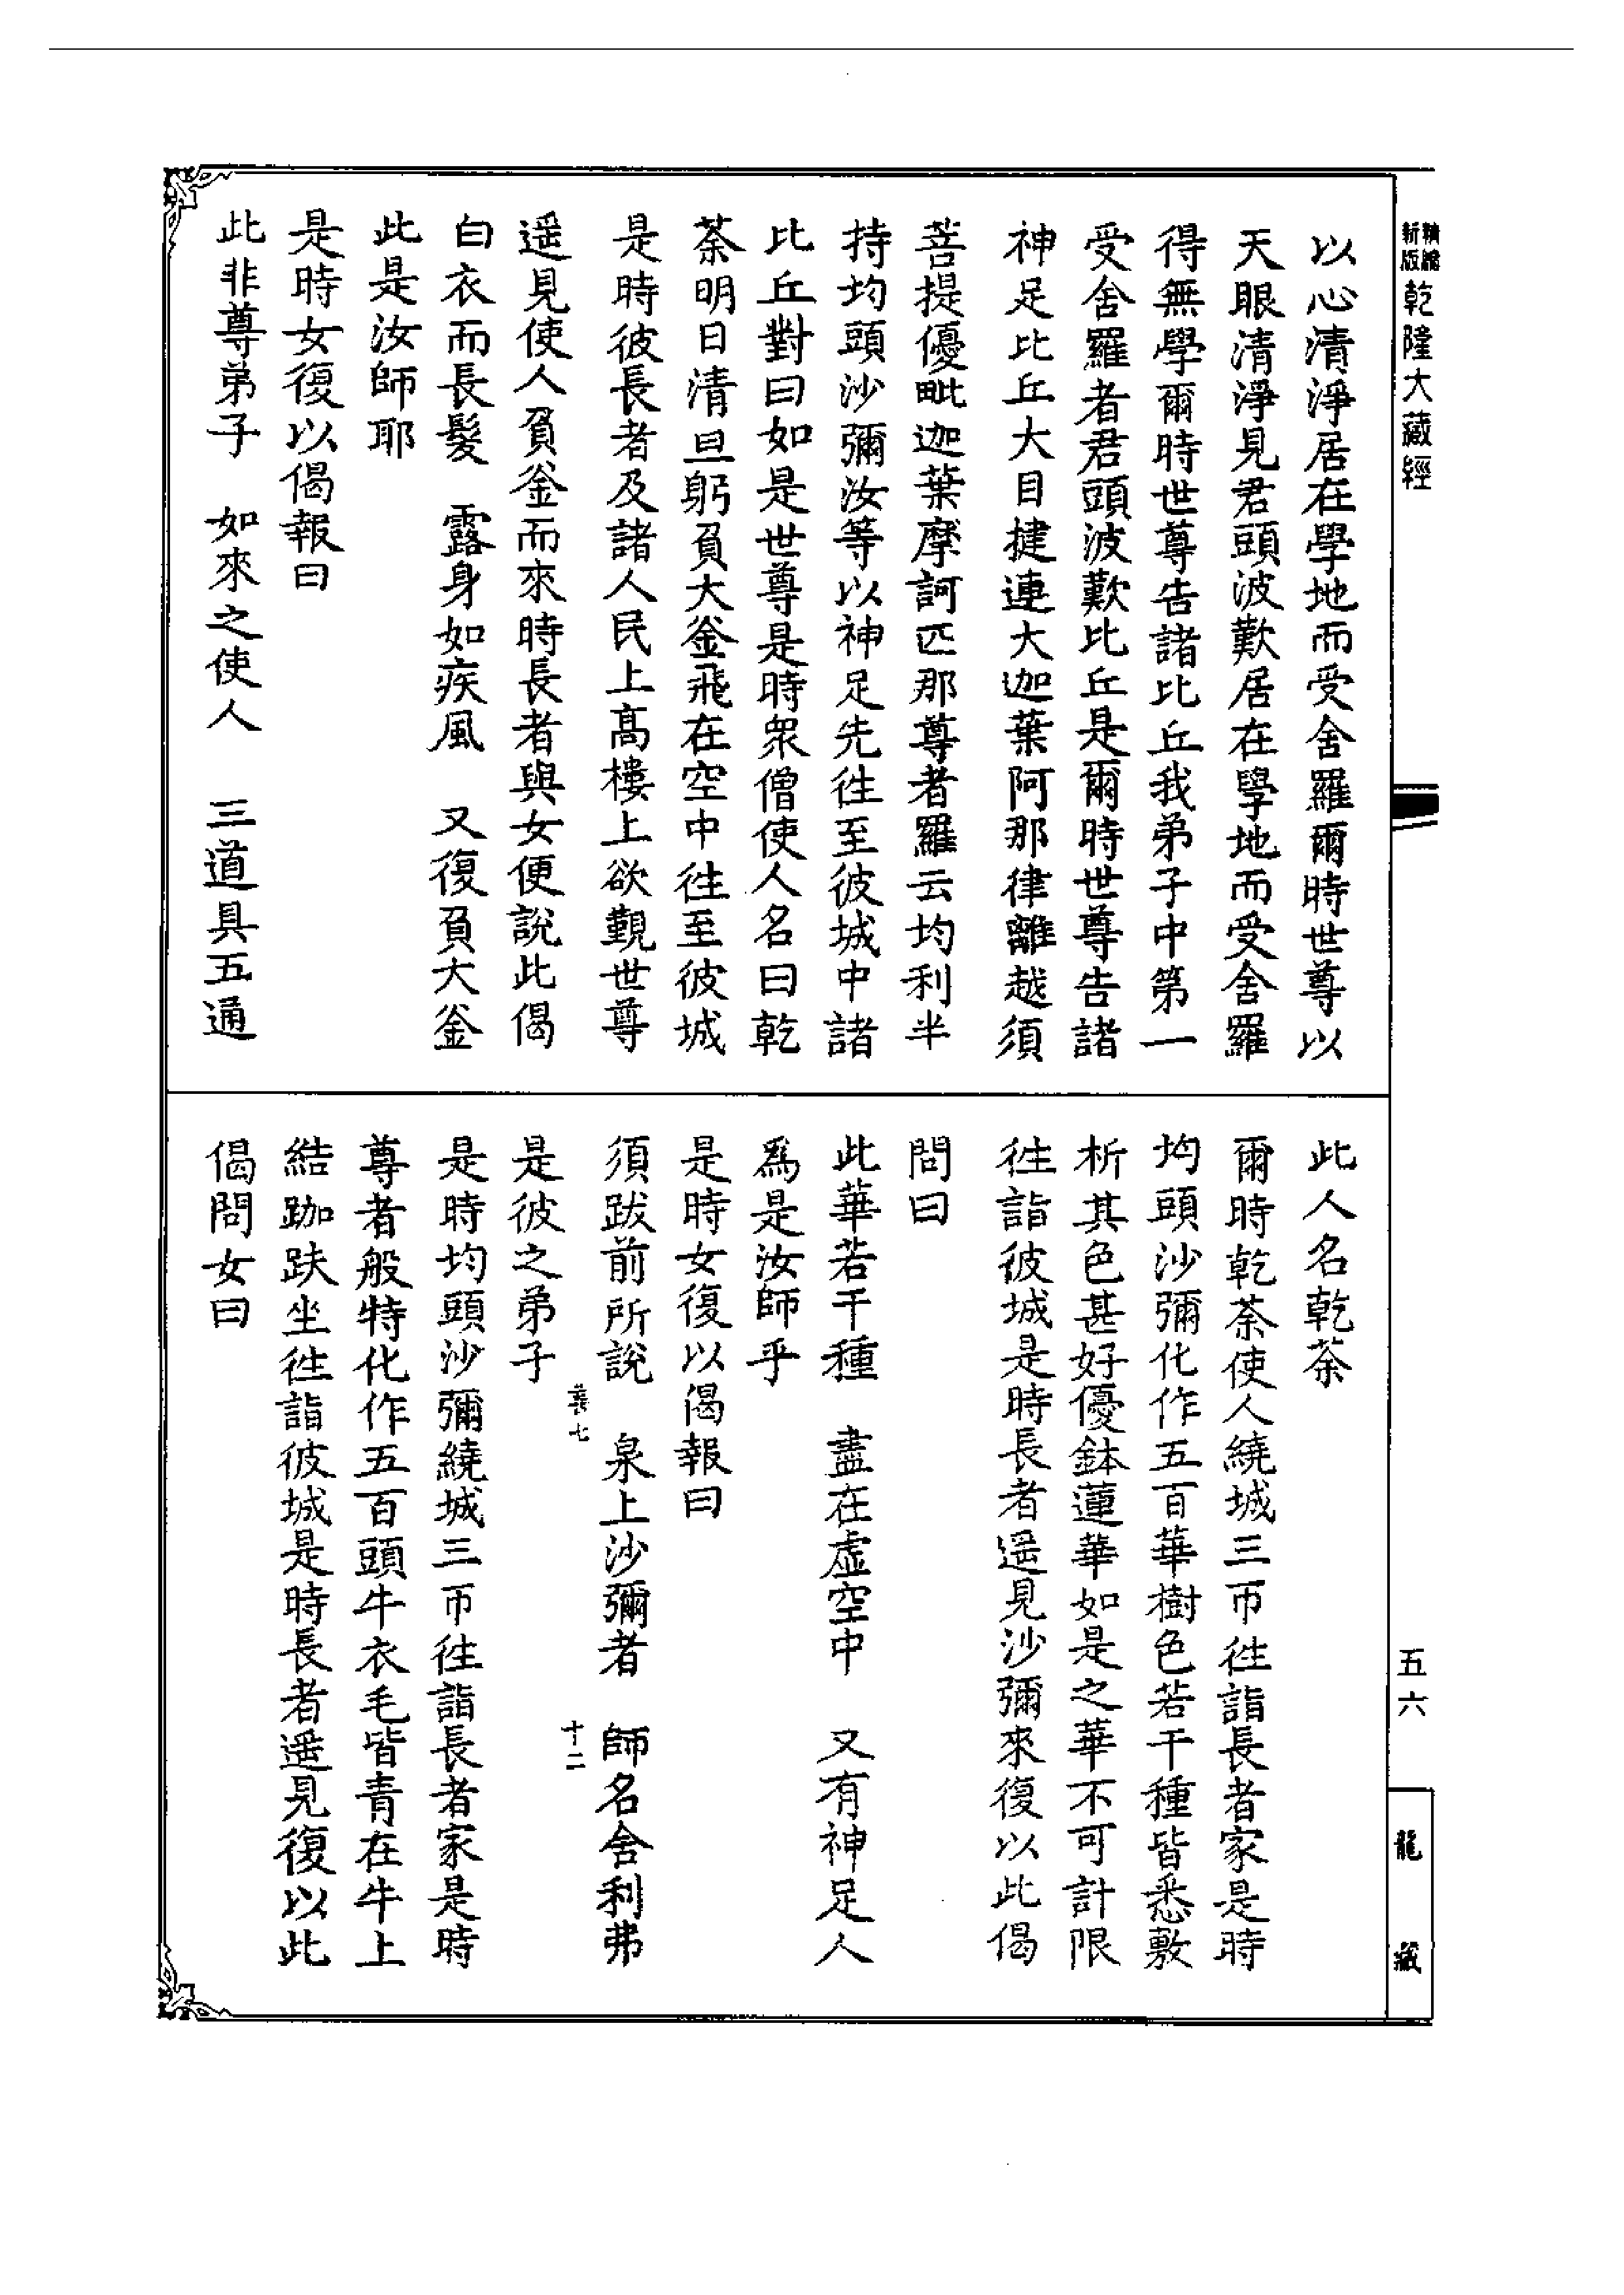 精編
新版
乾隆大藏經
以心清淨居在學地而受舍羅爾時世尊以
天眼清淨見君頭波歎居在學地而受舍羅
得無學爾時世尊告諸比丘我弟子中第一
受舍羅者君頭波歎比丘是爾時世尊告諸
神足比丘大目揵連大迦葉阿那律離越須
菩提優毗迦葉摩訶匹那尊者羅云均利半
持均頭沙彌汝等以神足先往至彼城中諸
比丘對曰如是世尊是時眾僧使人名曰乾
荼明日清旦躬負大釜飛在空中往至彼城
是時彼長者及諸人民上高樓上欲觀世尊
遥見使人負釜而來時長者與女便說此偈
白衣而長髮　露身如疾風　又復負大釜
此是汝師耶
是時女復以偈報曰
此非尊弟子　如來之使人　三道具五通
此人名乾荼
爾時乾荼使人繞城三帀往詣長者家是時
均頭沙彌化作五百華樹色若干種皆悉敷
析其色甚好優鉢蓮華如是之華不可計限
往詣彼城是時長者遥見沙彌來復以此偈
問曰
此華若干種　盡在虛空中　又有神足人
為是汝師乎
是時女復以偈報曰
須跋前所說　泉上沙彌者　師名舍利弗
是彼之弟子
是時均頭沙彌繞城三帀往詣長者家是時
尊者般特化作五百頭牛衣毛皆青在牛上
結跏趺坐往詣彼城是時長者遥見復以此
偈問女曰
七
十二
五六
龍藏